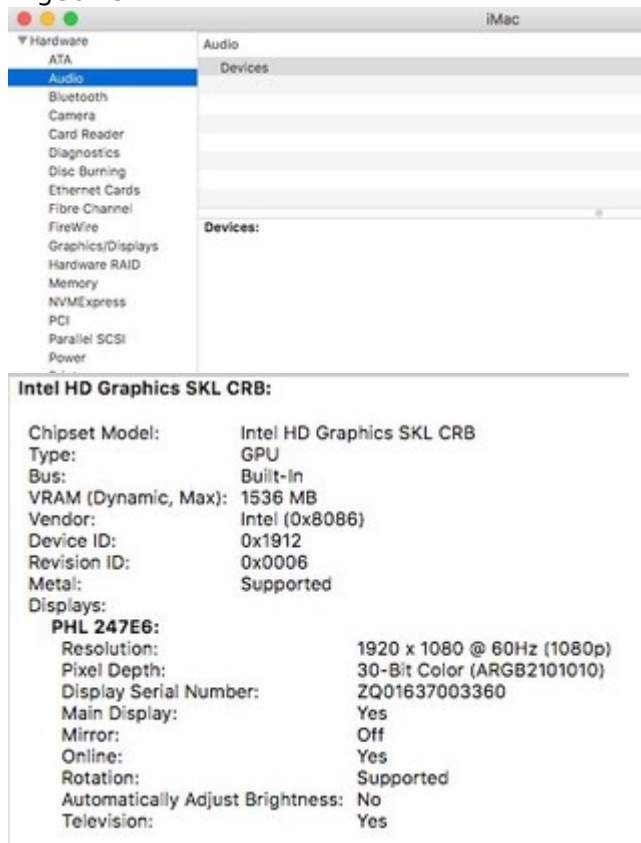 iMac
Hardware
ATA
Audio
Bluetooth
Camera
Card Reader
Diagnostics
Disc Burning
Ethernet Cards
Fibre Channel
FireWire
Graphics/Displays
Hardware RAID
Memory
NVMExpress
PCI
Parallel SCSI
Power
Audio
Devices
Devices:
Intel HD Graphics SKL CRB:
Chipset Model: Intel HD Graphics SKL CRB
Type: GPU
Bus: Built-In
VRAM (Dynamic, Max): 1536 MB
Vendor: Intel (0x8086)
Device ID: 0x1912
Revision ID: 0x0006
Metal: Supported
Displays:
PHL 247E6:
Resolution: 1920 x 1080 @ 60Hz (1080p)
Pixel Depth: 30-Bit Color (ARGB2101010)
Display Serial Number: ZQ01637003360
Main Display: Yes
Mirror: Off
Online: Yes
Rotation: Supported
Automatically Adjust Brightness: No
Television: Yes